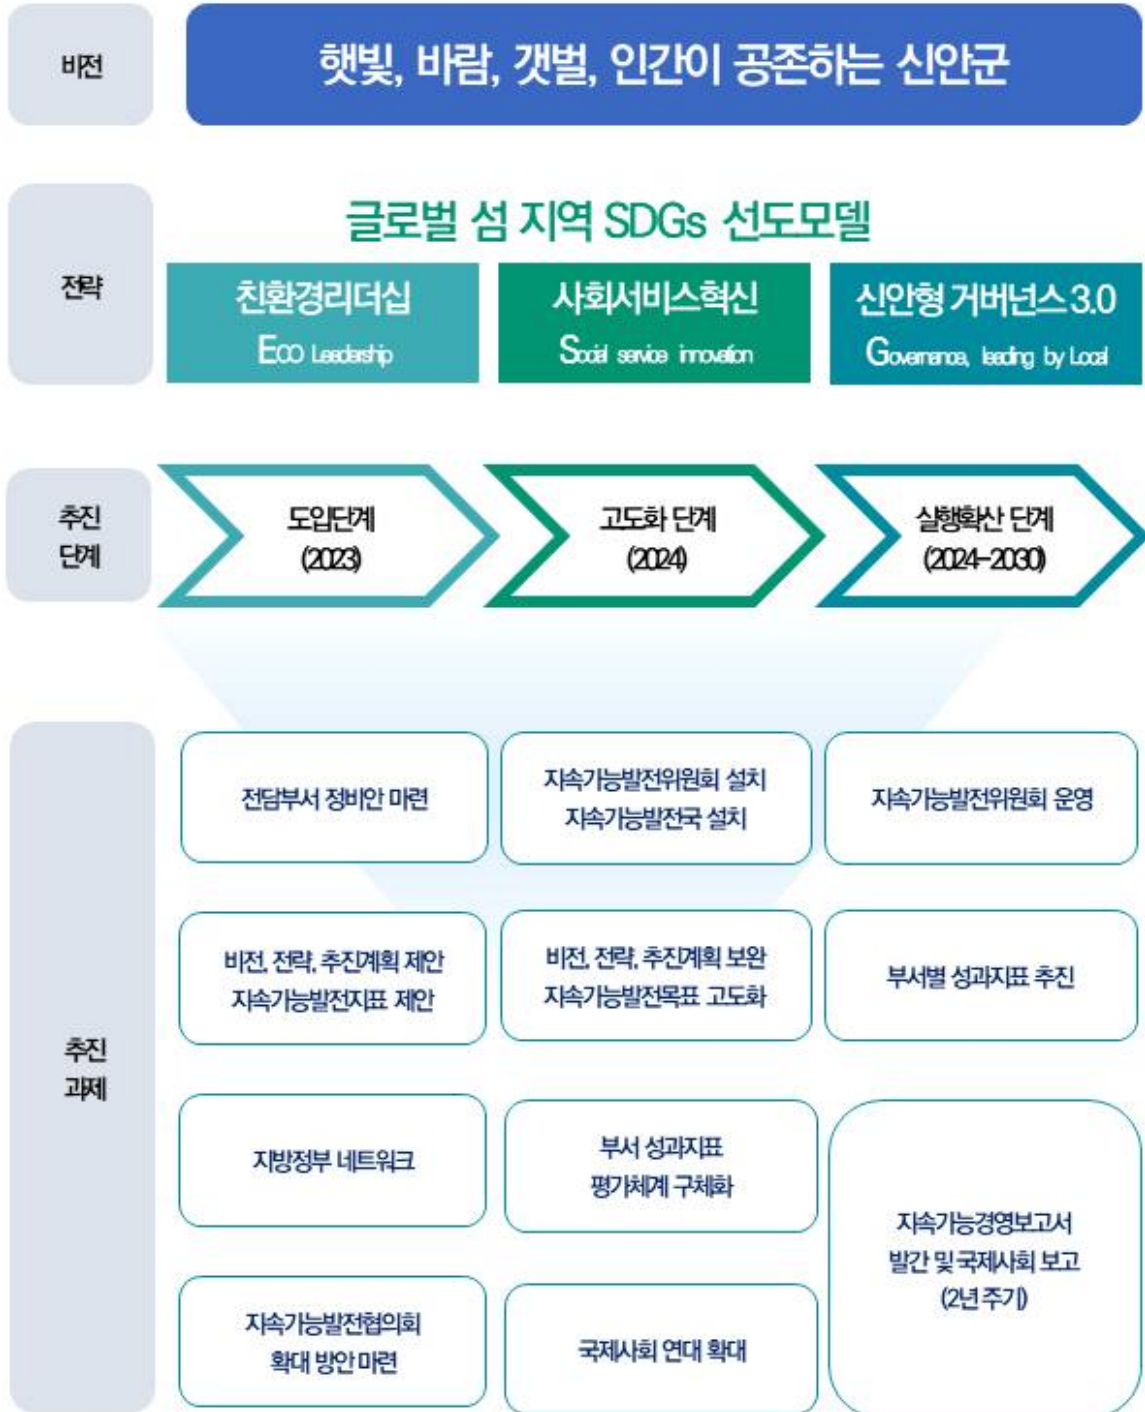 비전
햇빛, 바람, 갯벌, 인간이 공존하는 신안군
전략
글로벌 섬 지역 SDGs 선도모델
친환경리더십
Eco Leadership
사회서비스혁신
Social service innovation
신안형 거버넌스 3.0
Governance, leading by Local
추진
단계
도입단계
(2023)
고도화 단계
(2024)
실행확산 단계
(2024-2030)
추진
과제
전담부서 정비안 마련
지속가능발전위원회 설치
지속가능발전국 설치
지속가능발전위원회 운영
비전, 전략, 추진계획 제안
지속가능발전지표 제안
비전, 전략, 추진계획 보완
지속가능발전목표 고도화
부서별 성과지표 추진
지방정부 네트워크
부서 성과지표
평가체계 구체화
지속가능경영보고서
발간 및 국제사회 보고
(2년 주기)
지속가능발전협의회
확대 방안 마련
국제사회 연대 확대